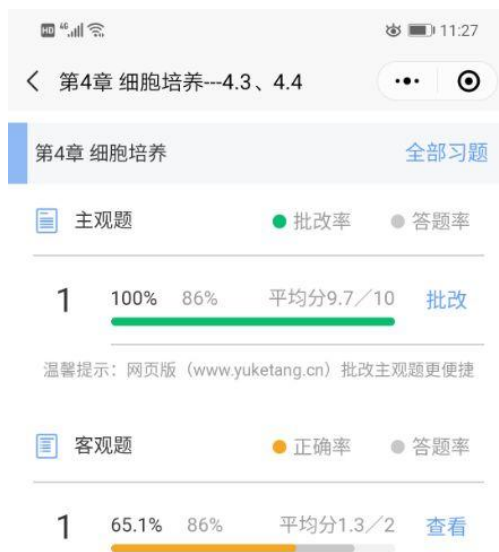 HD 46 11:27
第4章 细胞培养---4.3、4.4
第4章 细胞培养 全部习题
主观题 批改率 答题率
1 100% 86% 平均分9.7／10 批改
温馨提示：网页版（www.yuketang.cn）批改主观题更便捷
客观题 正确率 答题率
1 65.1% 86% 平均分1.3／2 查看